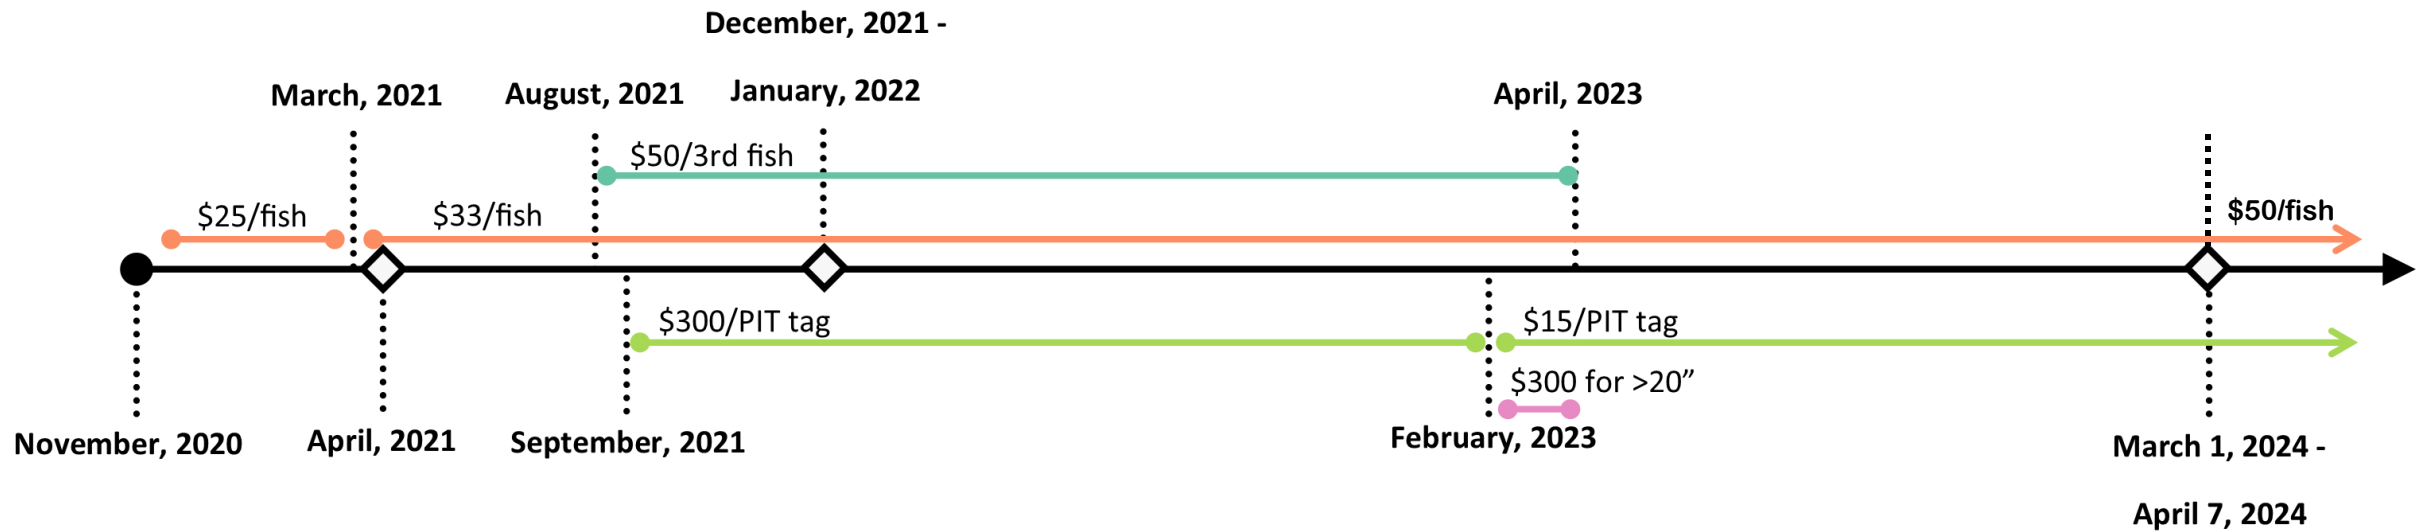 December, 2021 -
January, 2022
March, 2021
August, 2021
April, 2023
$50/3rd fish
$25/fish
$33/fish
$50/fish
$300/PIT tag
$15/PIT tag
$300 for >20”
November, 2020
April, 2021
September, 2021
February, 2023
March 1, 2024 -
April 7, 2024